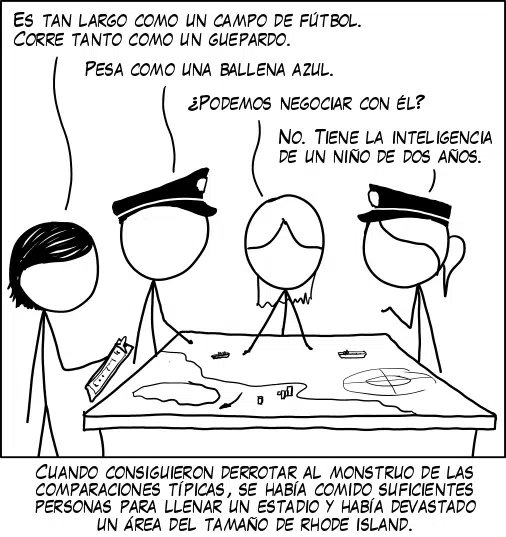 ES TAN LARGO COMO UN CAMPO DE FÚTBOL.
CORRE TANTO COMO UN GUEPARDO.
PESA COMO UNA BALLENA AZUL.
¿PODEMOS NEGOCIAR CON ÉL?
NO. TIENE LA INTELIGENCIA
DE UN NIÑO DE DOS AÑOS.
CUANDO CONSIGUIERON DERROTAR AL MONSTRUO DE LAS
COMPARACIONES TÍPICAS, SE HABÍA COMIDO SUFICIENTES
PERSONAS PARA LLENAR UN ESTADIO Y HABÍA DEVASTADO
UN ÁREA DEL TAMAÑO DE RHODE ISLAND.